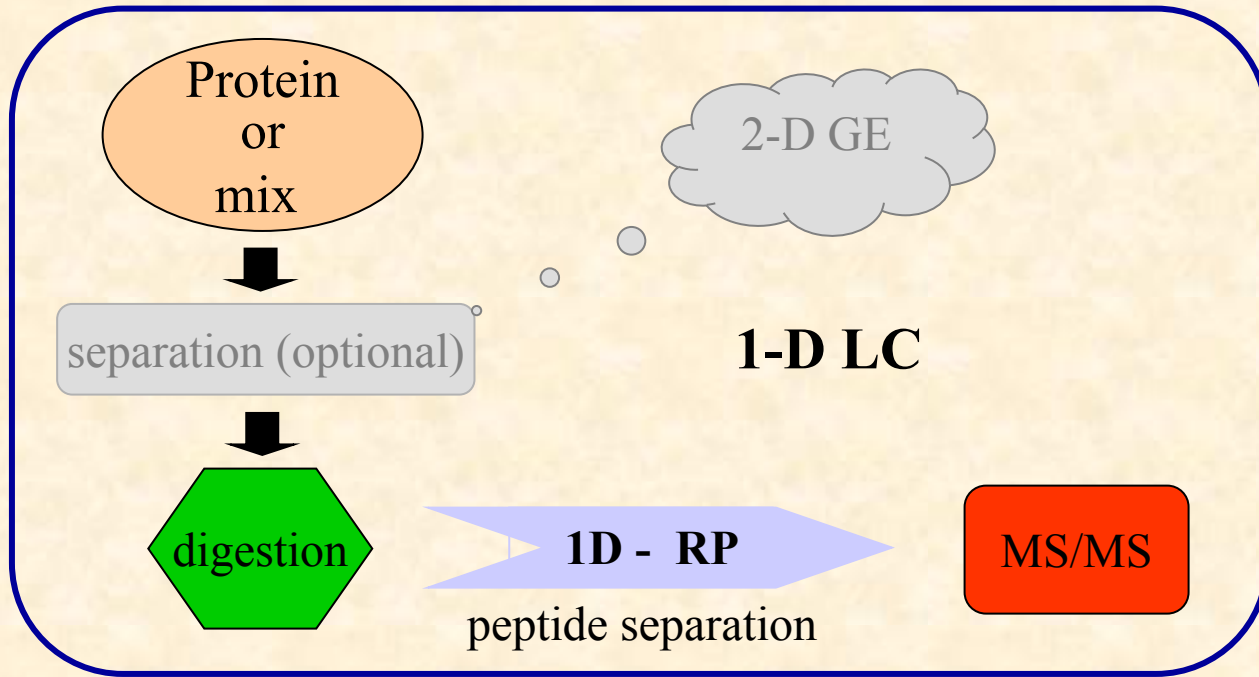 Protein
or
mix
2-D GE
separation (optional)
1-D LC
digestion
1D - RP
MS/MS
peptide separation